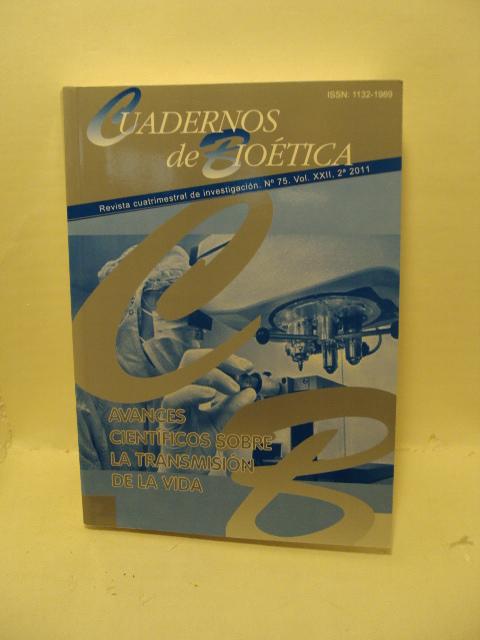 ISSN: 1132-1989
CUADERNOS
de BIOÉTICA
Revista cuatrimestral de investigación. Nº 75. Vol. XXII, 2ª 2011
CB
AVANCES
CIENTÍFICOS SOBRE
LA TRANSMISIÓN
DE LA VIDA